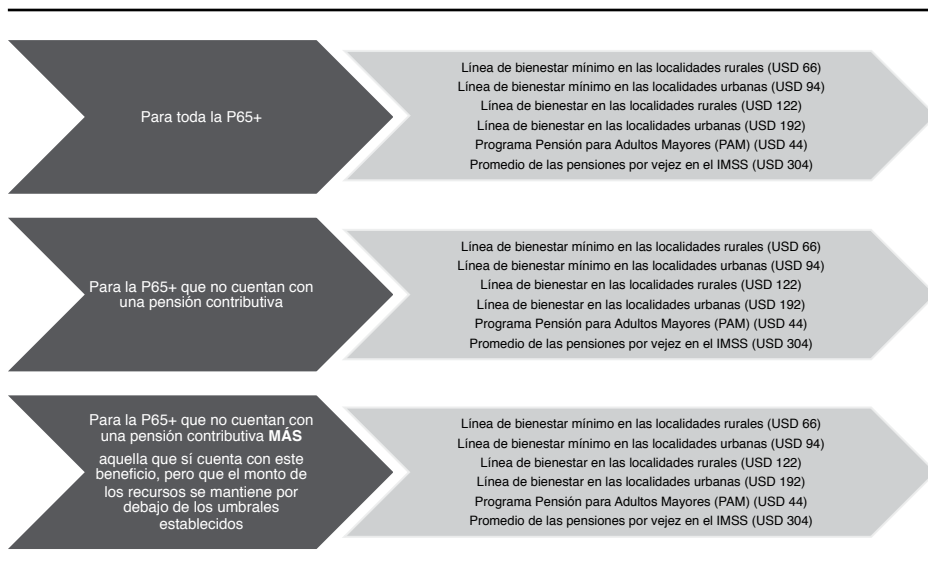 Para toda la P65+
Línea de bienestar mínimo en las localidades rurales (USD 66)
Línea de bienestar mínimo en las localidades urbanas (USD 94)
Línea de bienestar en las localidades rurales (USD 122)
Línea de bienestar en las localidades urbanas (USD 192)
Programa Pensión para Adultos Mayores (PAM) (USD 44)
Promedio de las pensiones por vejez en el IMSS (USD 304)
Para la P65+ que no cuentan con
una pensión contributiva
Línea de bienestar mínimo en las localidades rurales (USD 66)
Línea de bienestar mínimo en las localidades urbanas (USD 94)
Línea de bienestar en las localidades rurales (USD 122)
Línea de bienestar en las localidades urbanas (USD 192)
Programa Pensión para Adultos Mayores (PAM) (USD 44)
Promedio de las pensiones por vejez en el IMSS (USD 304)
Para la P65+ que no cuentan con
una pensión contributiva MÁS
aquella que sí cuenta con este
beneficio, pero que el monto de
los recursos se mantiene por
debajo de los umbrales
establecidos
Línea de bienestar mínimo en las localidades rurales (USD 66)
Línea de bienestar mínimo en las localidades urbanas (USD 94)
Línea de bienestar en las localidades rurales (USD 122)
Línea de bienestar en las localidades urbanas (USD 192)
Programa Pensión para Adultos Mayores (PAM) (USD 44)
Promedio de las pensiones por vejez en el IMSS (USD 304)